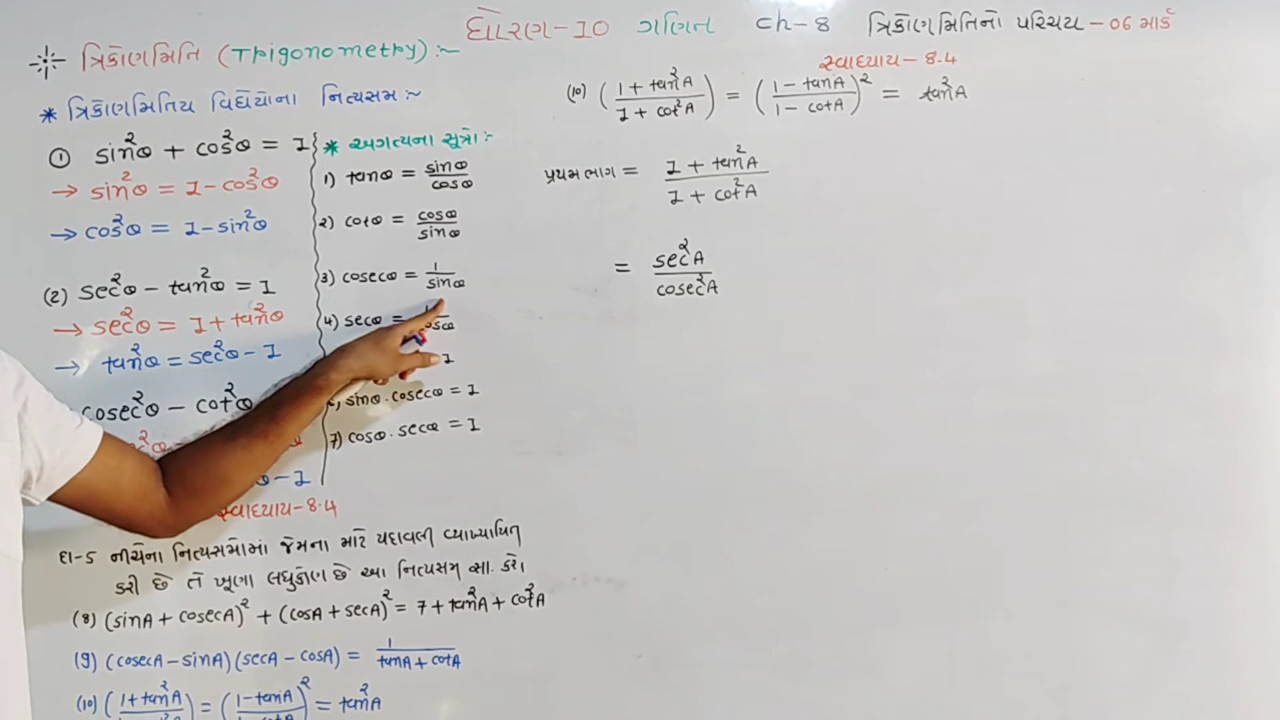 ધોરણ-10 ગણિત ch-8 ત્રિકોણમિતિનો પરિચય - 06 માર્ક
ત્રિકોણમિતિ (Trigonometry) :~
* ત્રિકોણમિતિય વિધેયોના નિત્યસમ :~
① sin²θ + cos²θ = 1
→ sin²θ = 1 - cos²θ
→ cos²θ = 1 - sin²θ
(2) sec²θ - tan²θ = 1
→ sec²θ = 1 + tan²θ
→ tan²θ = sec²θ - 1
cosec²θ - cot²θ
θ - 1
* અગત્યના સૂત્રો :-
1) tanθ = sinθ/cosθ
2) cotθ = cosθ/sinθ
3) cosecθ = 1/sinθ
4) secθ =
1
sinθ · cosecθ = 1
7) cosθ · secθ = 1
સ્વાધ્યાય - 8.4
દા-5 નીચેના નિત્યસમોમાં જેમના માટે પદાવલી વ્યાખ્યાયિત
કરી છે તે ખૂણા લઘુકોણ છે આ નિત્યસમ સા. કરો
(8) (sinA + cosecA)² + (cosA + secA)² = 7 + tan²A + cot²A
(9) (cosecA - sinA)(secA - cosA) = 1/(tanA + cotA)
(10) (1 + tan²A = (1 - tanA)² = tan²A
સ્વાધ્યાય - 8.4
(10) ((1 + tan²A)/(1 + cot²A)) = ((1 - tanA)/(1 - cotA))² = tan²A
પ્રથમ ભાગ = (1 + tan²A)/(1 + cot²A)
= sec²A/cosec²A